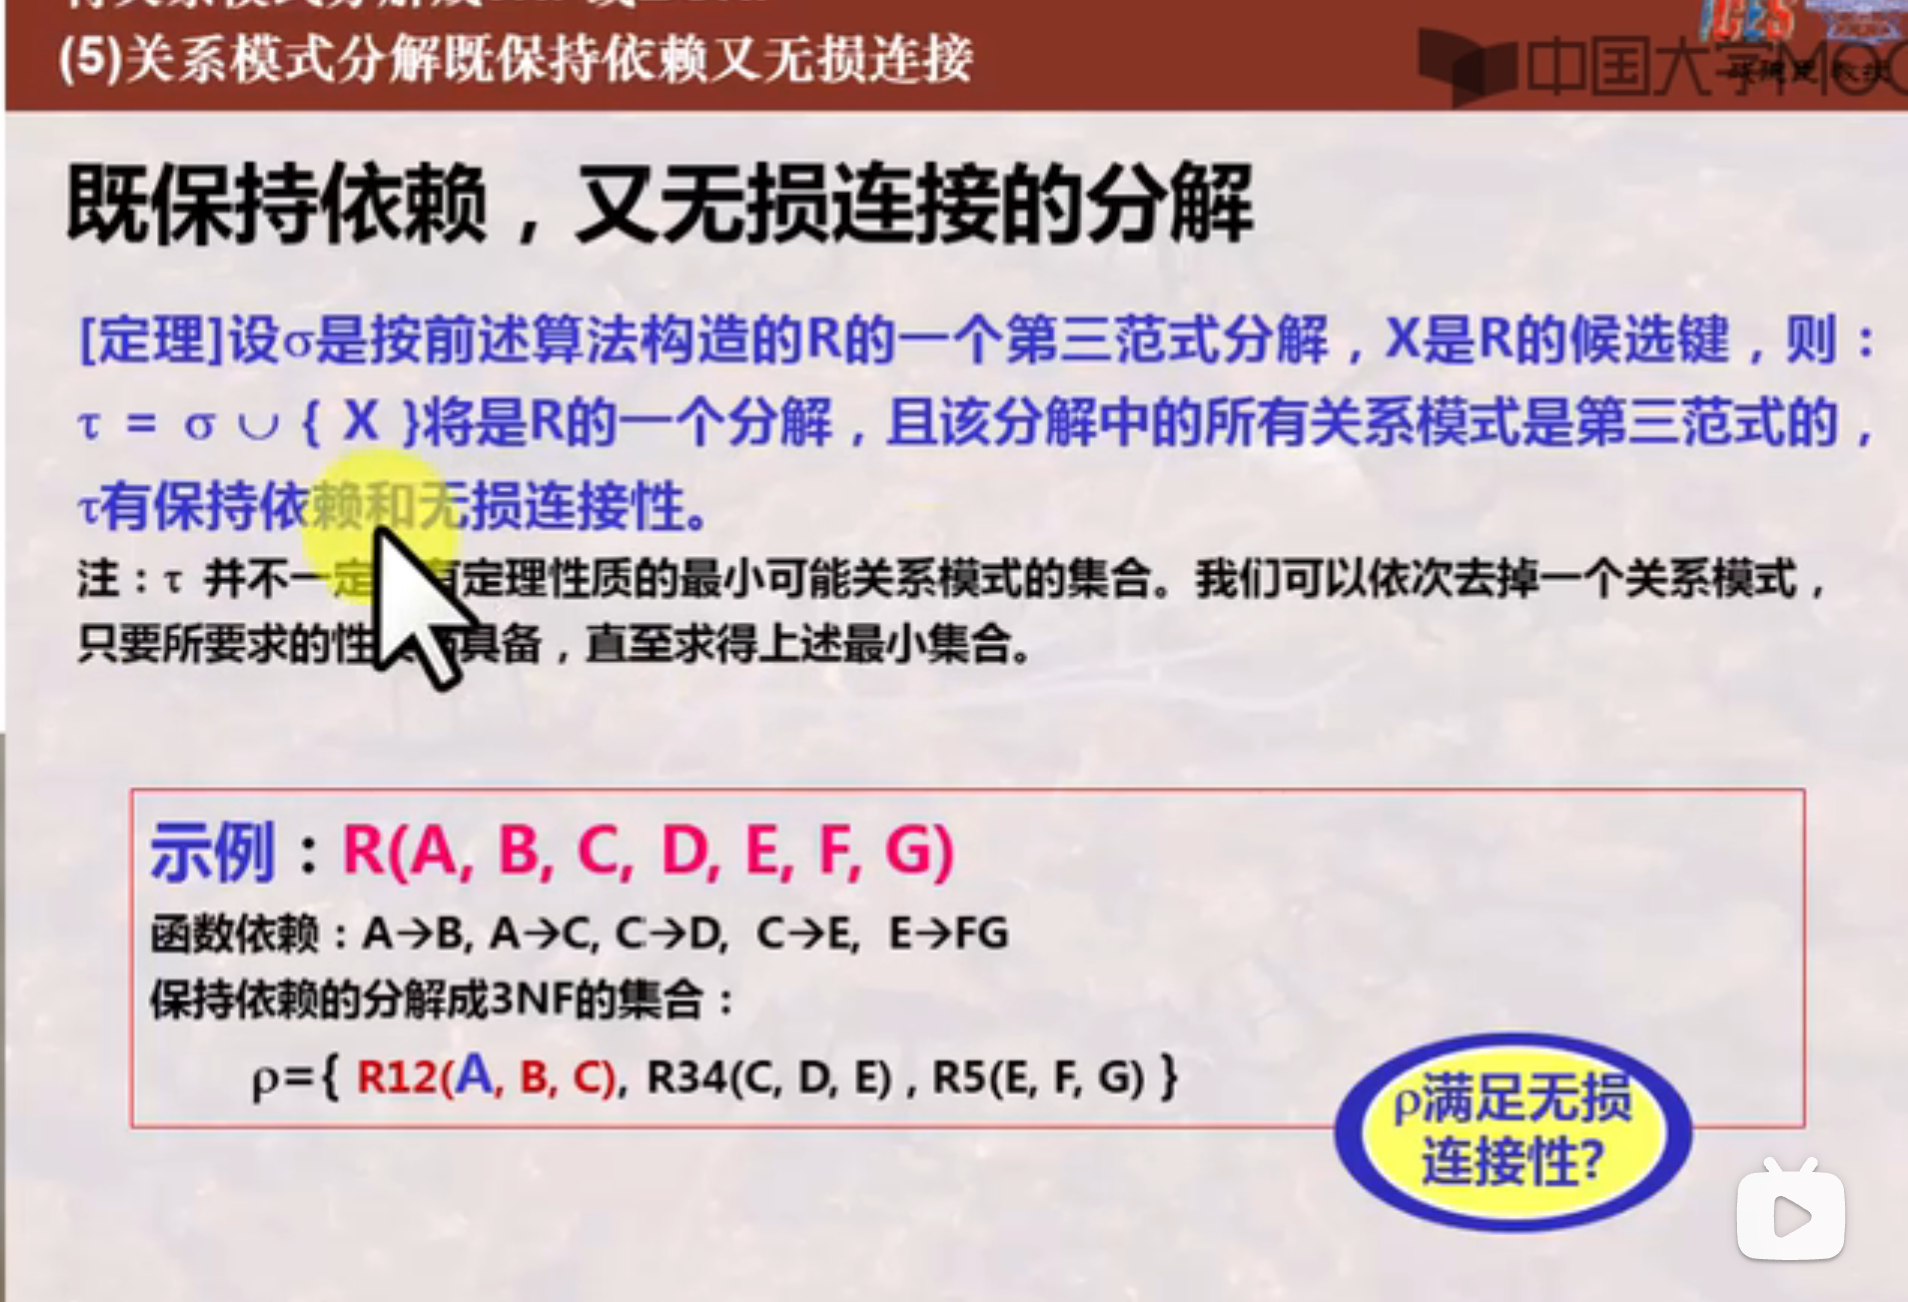 (5)关系模式分解既保持依赖又无损连接
中国大学MOO
既保持依赖，又无损连接的分解
[定理]设σ是按前述算法构造的R的一个第三范式分解，X是R的候选键，则：
τ = σ ∪ { X }将是R的一个分解，且该分解中的所有关系模式是第三范式的，
τ有保持依赖和无损连接性。
注：τ 并不一定 有定理性质的最小可能关系模式的集合。我们可以依次去掉一个关系模式，
只要所要求的性 具备，直至求得上述最小集合。
示例：R(A, B, C, D, E, F, G)
函数依赖：A→B, A→C, C→D, C→E, E→FG
保持依赖的分解成3NF的集合：
ρ={ R12(A, B, C), R34(C, D, E) , R5(E, F, G) }
ρ满足无损
连接性?